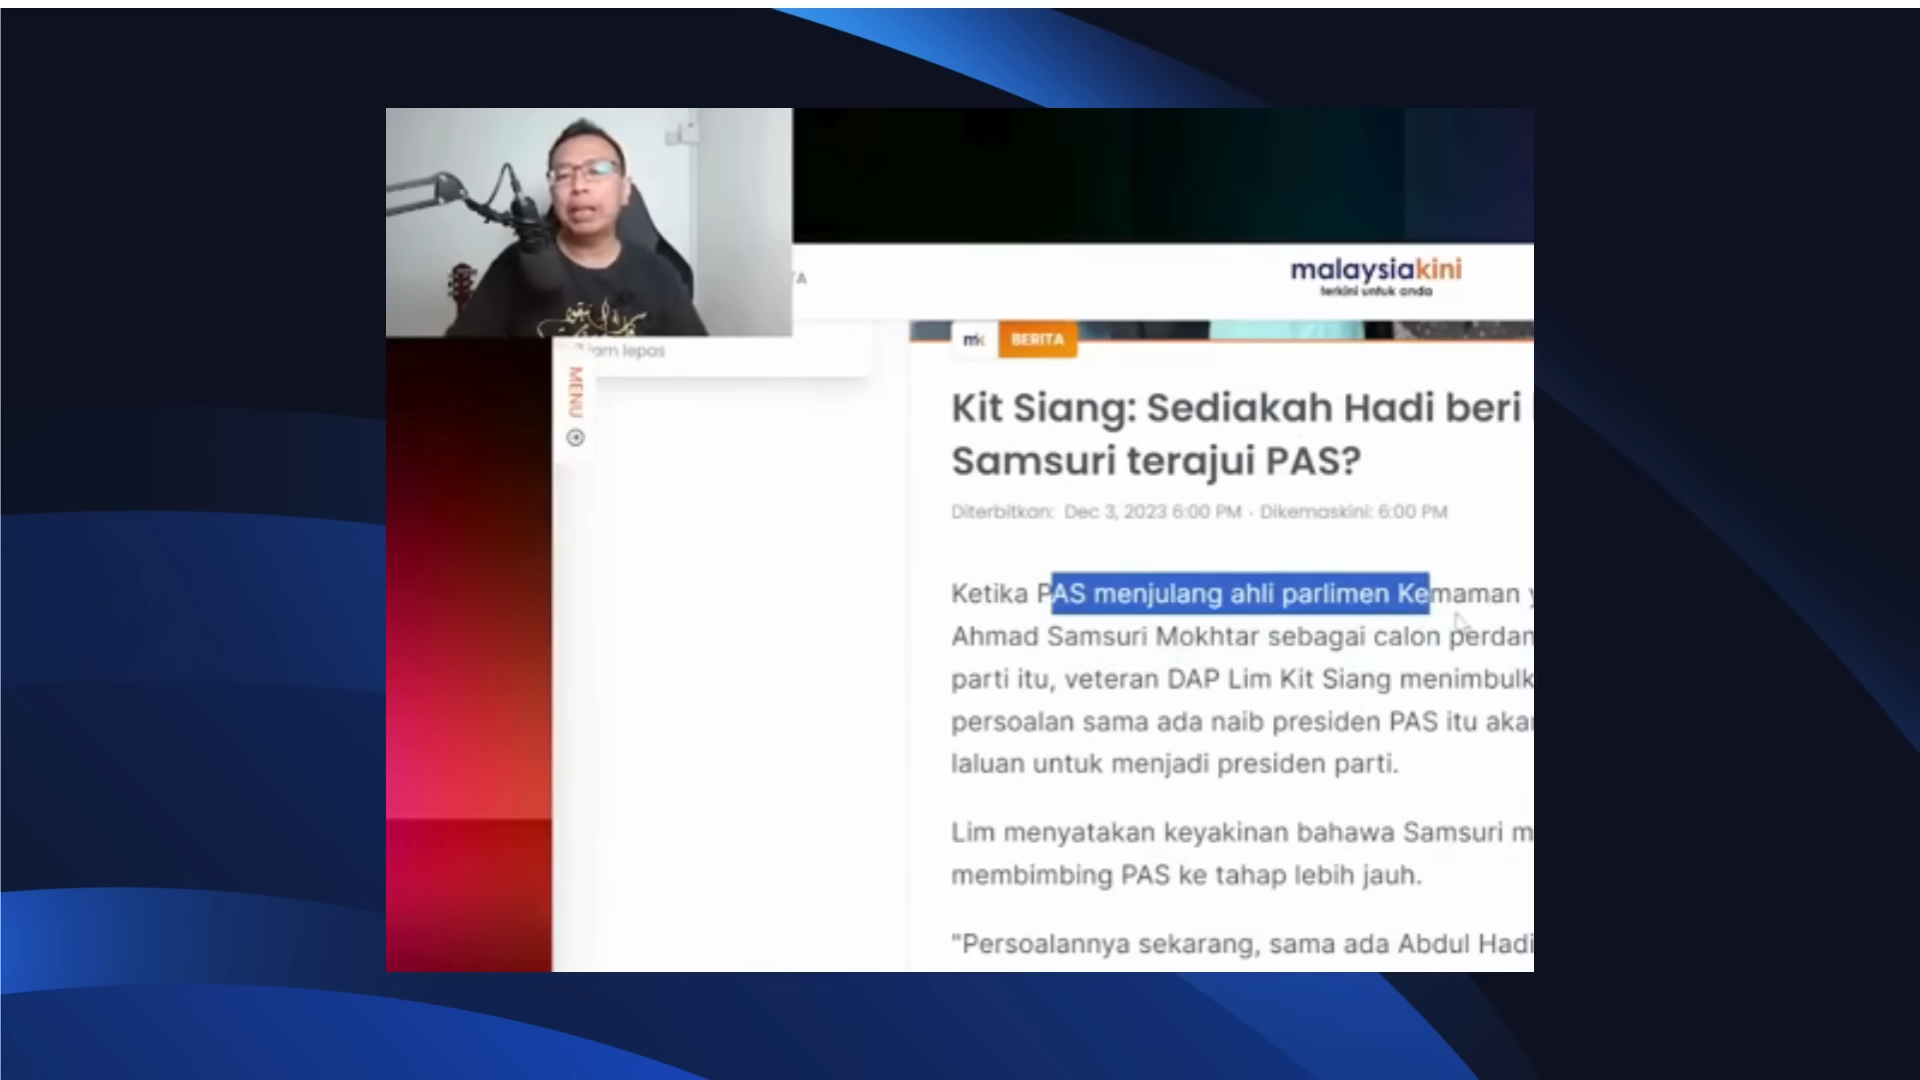 malaysiakini
terkini untuk anda
jam lepas
MENU
mk BERITA
Kit Siang: Sediakah Hadi beri
Samsuri terajui PAS?
Diterbitkan: Dec 3, 2023 6:00 PM · Dikemaskini: 6:00 PM
Ketika PAS menjulang ahli parlimen Kemaman
Ahmad Samsuri Mokhtar sebagai calon perdan
parti itu, veteran DAP Lim Kit Siang menimbulk
persoalan sama ada naib presiden PAS itu akan
laluan untuk menjadi presiden parti.
Lim menyatakan keyakinan bahawa Samsuri m
membimbing PAS ke tahap lebih jauh.
"Persoalannya sekarang, sama ada Abdul Hadi